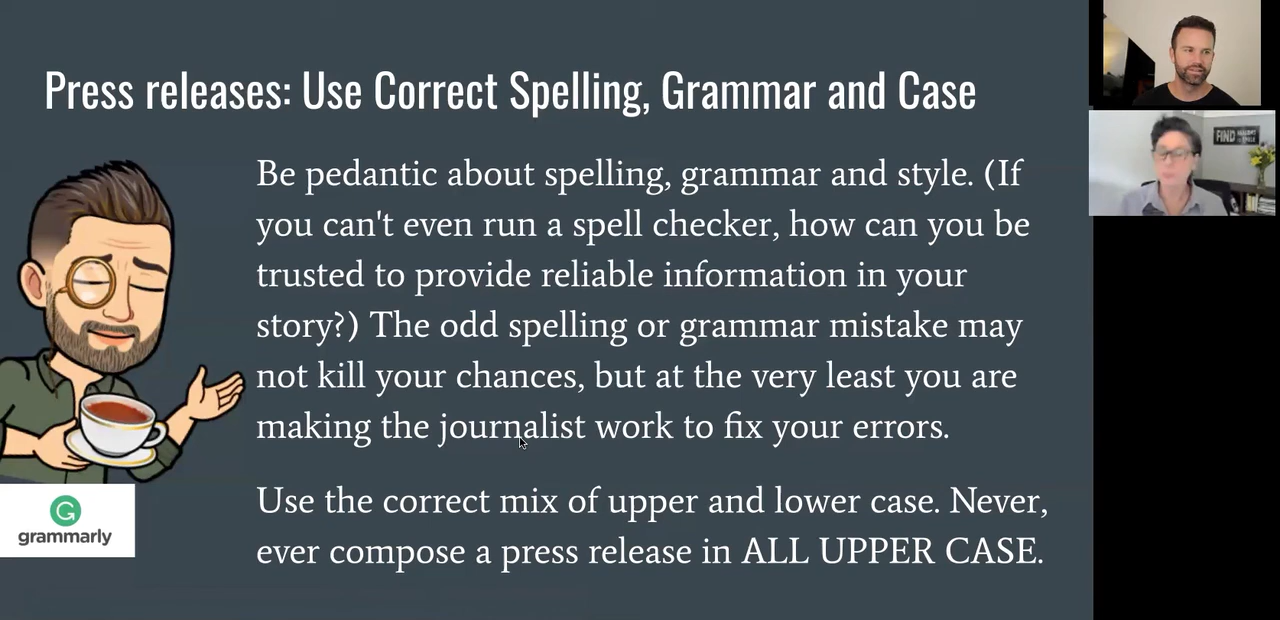 Press releases: Use Correct Spelling, Grammar and Case
Be pedantic about spelling, grammar and style. (If
you can't even run a spell checker, how can you be
trusted to provide reliable information in your
story?) The odd spelling or grammar mistake may
not kill your chances, but at the very least you are
making the journalist work to fix your errors.
Use the correct mix of upper and lower case. Never,
ever compose a press release in ALL UPPER CASE.
grammarly
FIND